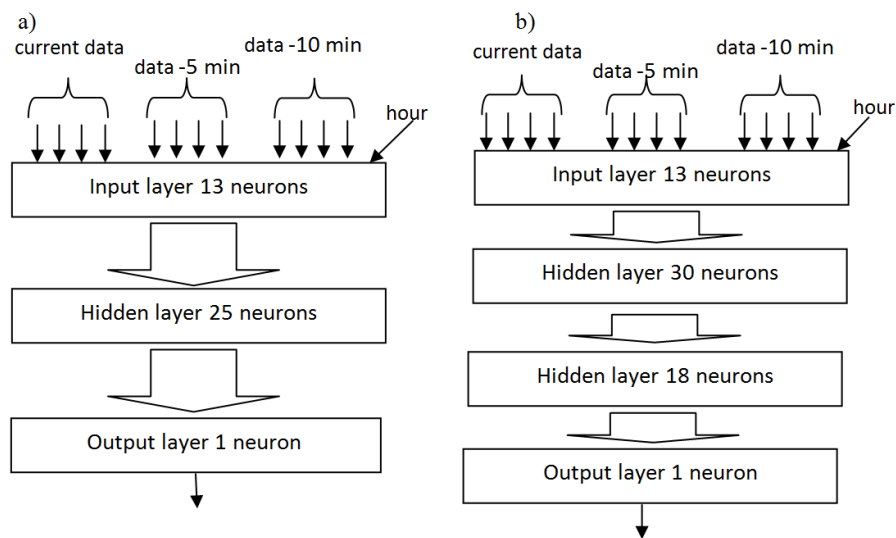 a)
current data
data -5 min
data -10 min
hour
Input layer 13 neurons
Hidden layer 25 neurons
Output layer 1 neuron
b)
current data
data -5 min
data -10 min
hour
Input layer 13 neurons
Hidden layer 30 neurons
Hidden layer 18 neurons
Output layer 1 neuron